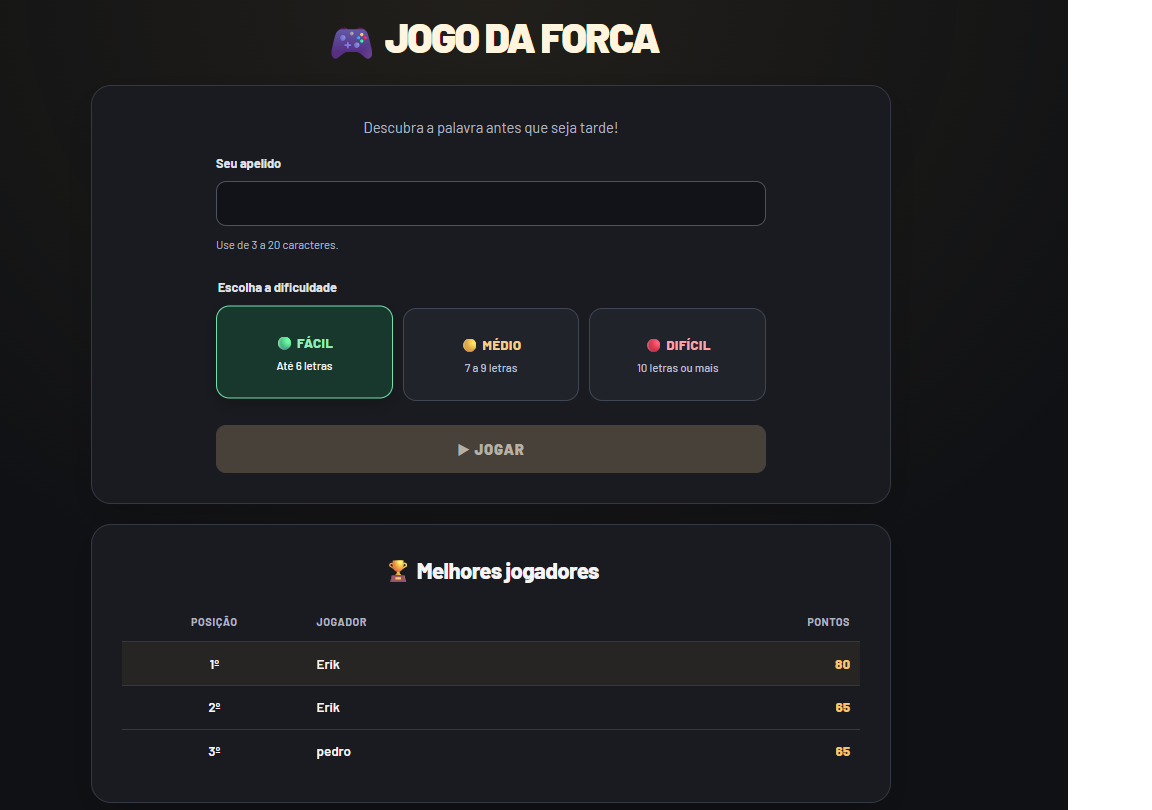 JOGO DA FORCA
Descubra a palavra antes que seja tarde!
Seu apelido
Use de 3 a 20 caracteres.
Escolha a dificuldade
FÁCIL
Até 6 letras
MÉDIO
7 a 9 letras
DIFÍCIL
10 letras ou mais
▶ JOGAR
Melhores jogadores
POSIÇÃO JOGADOR PONTOS
1º Erik 80
2º Erik 65
3º pedro 65